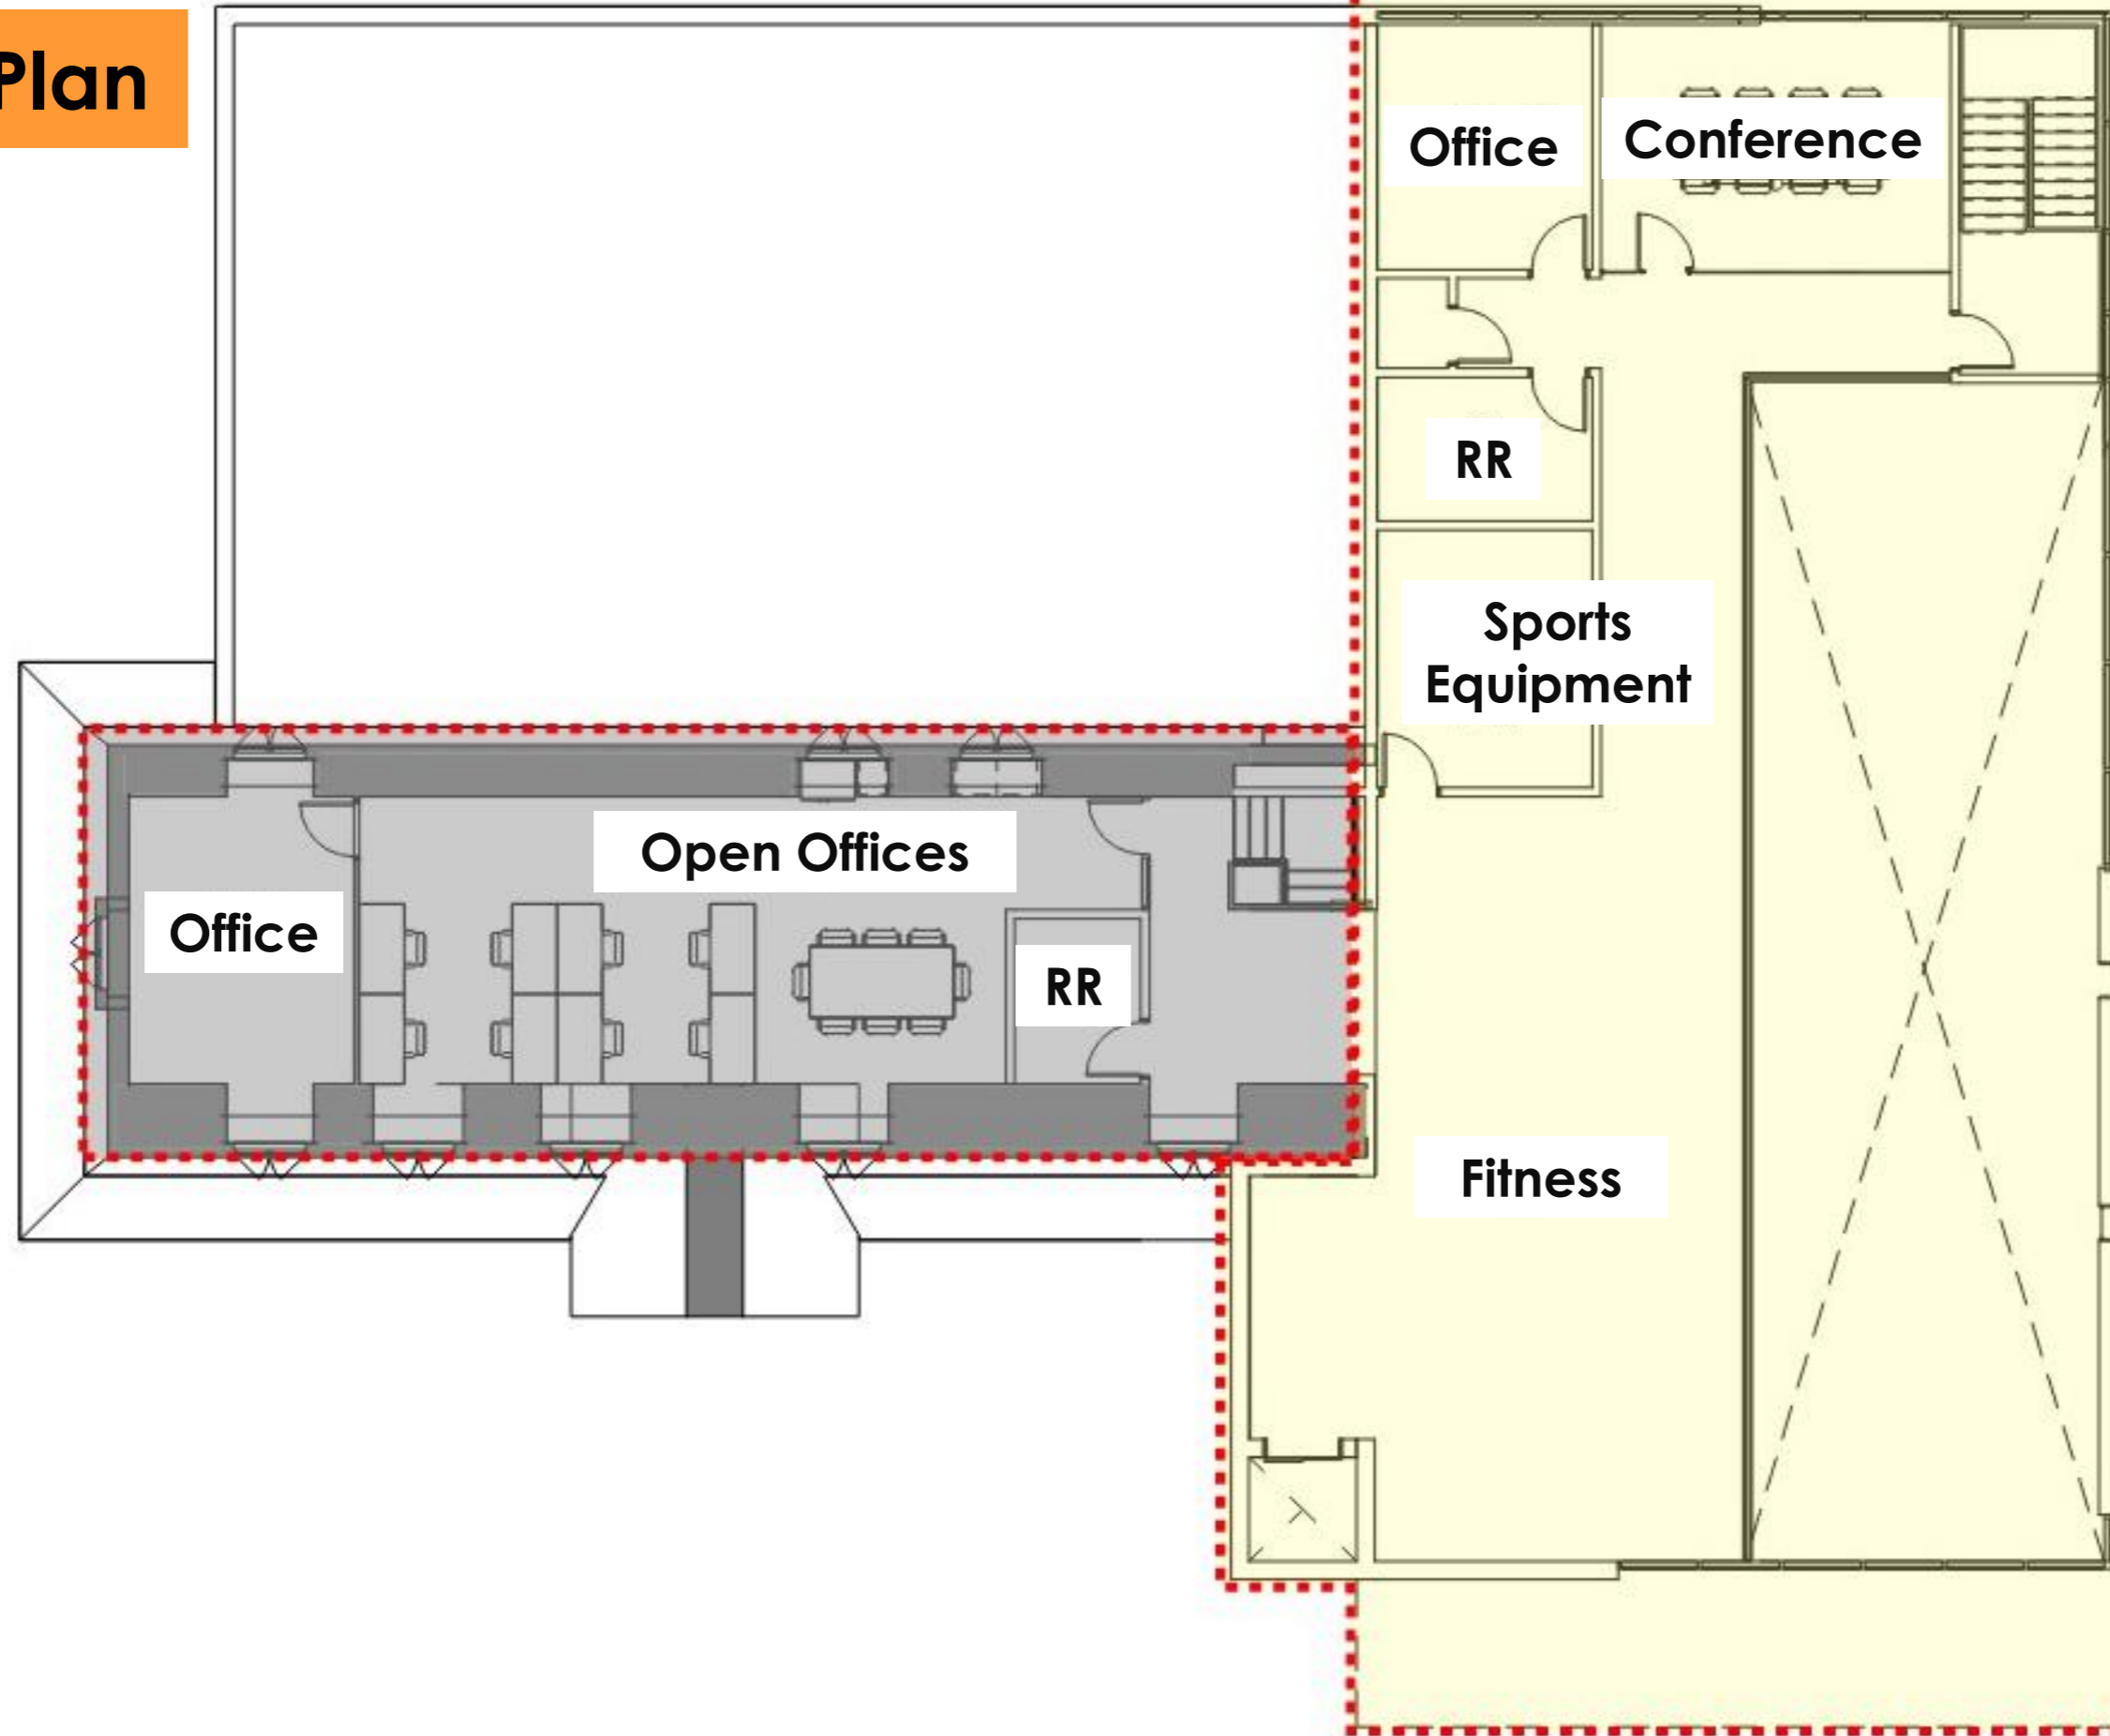 Plan
Office
Conference
RR
Sports
Equipment
Open Offices
Office
RR
Fitness